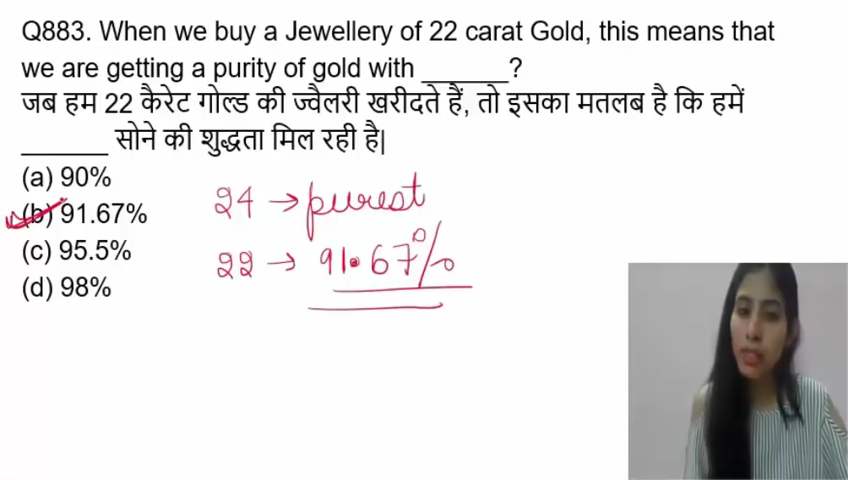 Q883. When we buy a Jewellery of 22 carat Gold, this means that
we are getting a purity of gold with ______?
जब हम 22 कैरेट गोल्ड की ज्वैलरी खरीदते हैं, तो इसका मतलब है कि हमें
______ सोने की शुद्धता मिल रही है|
(a) 90%
(b) 91.67%
(c) 95.5%
(d) 98%
24 → purest
22 → 91.67%